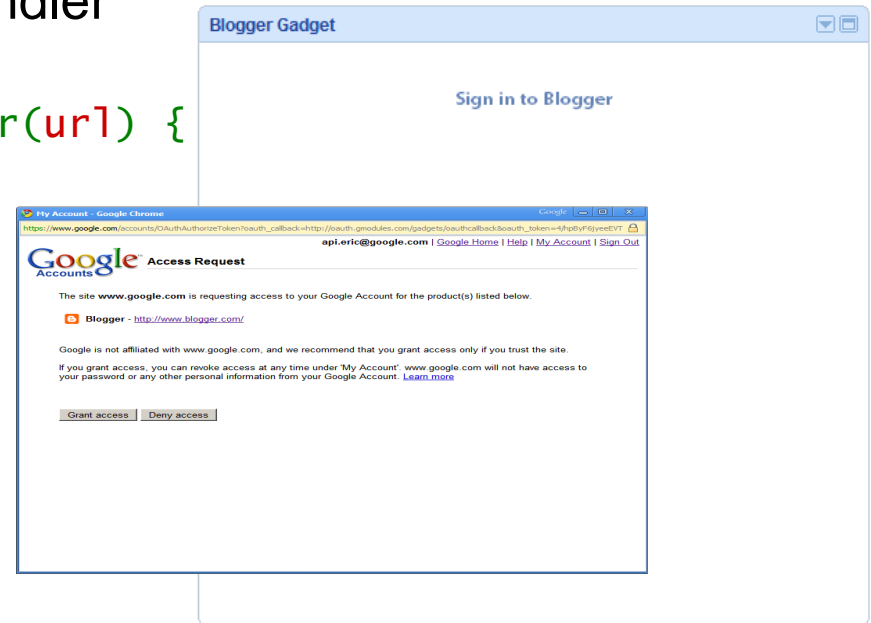 ndler
Blogger Gadget
Sign in to Blogger
r(url) {
My Account - Google Chrome
Google
https://www.google.com/accounts/OAuthAuthorizeToken?oauth_callback=http://oauth.gmodules.com/gadgets/oauthcallback&oauth_token=4/hpByF6jveeEVT
api.eric@google.com | Google Home | Help | My Account | Sign Out
Google Accounts
Access Request
The site www.google.com is requesting access to your Google Account for the product(s) listed below.
Blogger - http://www.blogger.com/
Google is not affiliated with www.google.com, and we recommend that you grant access only if you trust the site.
If you grant access, you can revoke access at any time under 'My Account'. www.google.com will not have access to
your password or any other personal information from your Google Account. Learn more
Grant access Deny access